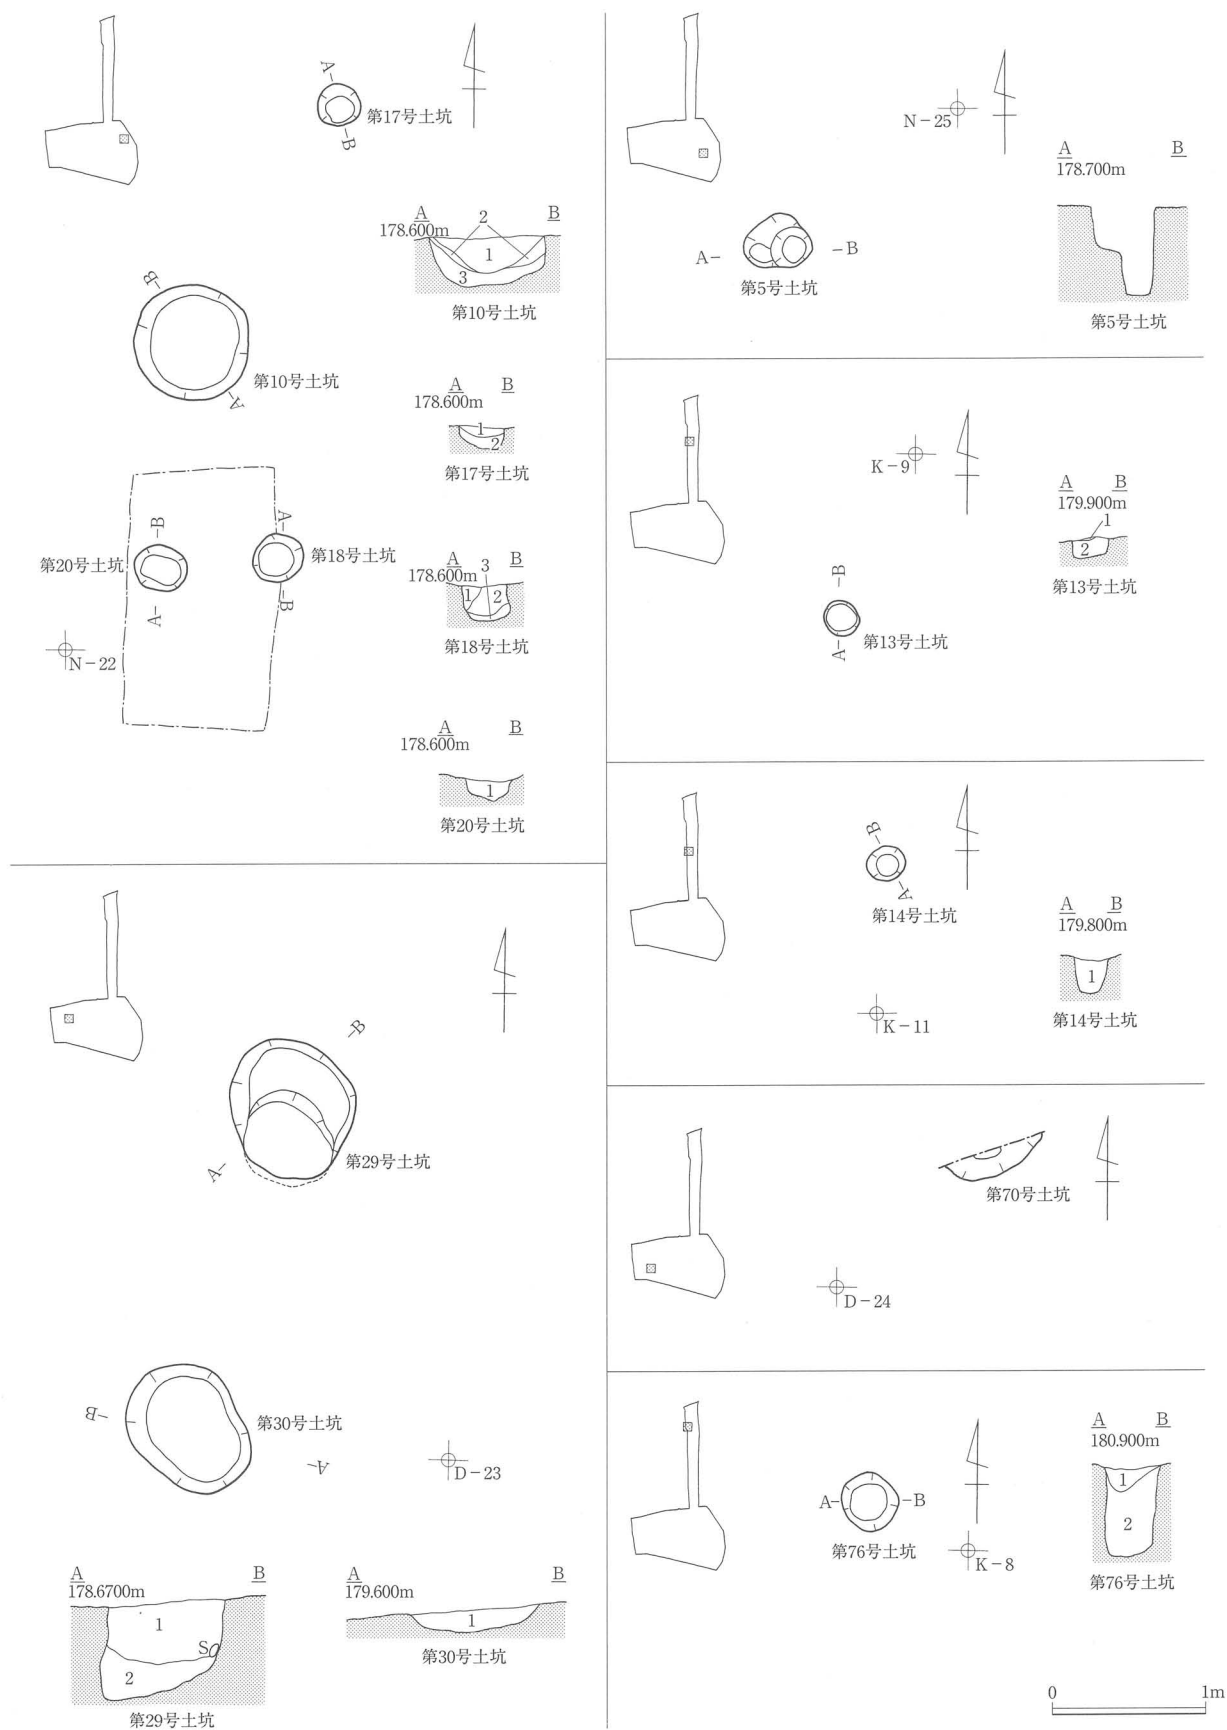 A
第17号土坑
B
A B
178.600m
2
1
3
第10号土坑
B
第10号土坑
A
A B
178.600m
1
2
第17号土坑
B A
第20号土坑
第18号土坑
A B
N-22
A B
178.600m
3
1 2
第18号土坑
A B
178.600m
1
第20号土坑
B
A
第29号土坑
B
第30号土坑
A
D-23
A B
178.6700m
1
S
2
第29号土坑
A B
179.600m
1
第30号土坑
N-25
A B
178.700m
A- -B
第5号土坑
第5号土坑
K-9
A B
179.900m
1
2
第13号土坑
B
A
第13号土坑
B
A
第14号土坑
A B
179.800m
1
第14号土坑
K-11
第70号土坑
D-24
A B
180.900m
1
2
第76号土坑
A- -B
第76号土坑
K-8
0 1m